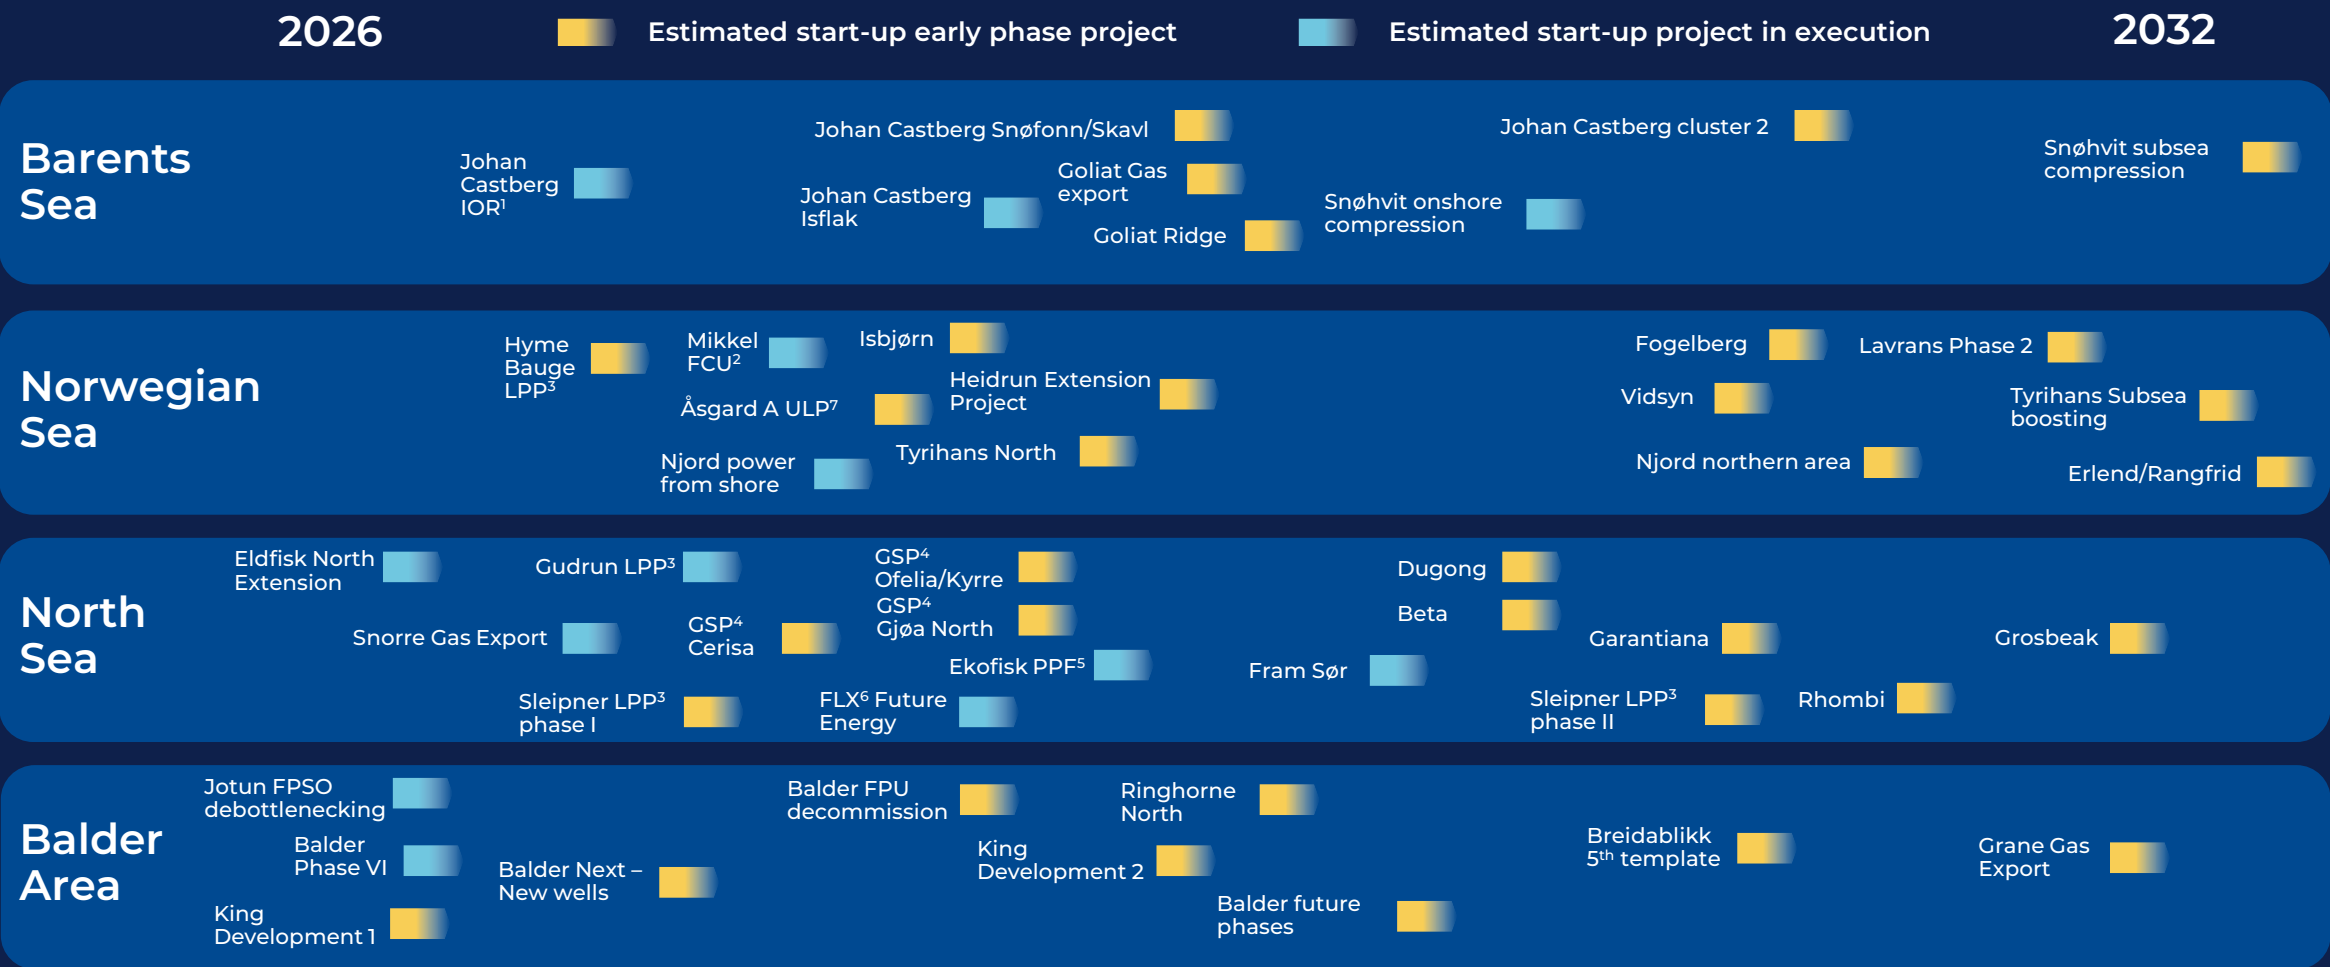 2026
Estimated start-up early phase project
Estimated start-up project in execution
2032
Barents
Sea
Johan
Castberg
IOR¹
Johan Castberg Snøfonn/Skavl
Johan Castberg
Isflak
Goliat Gas
export
Goliat Ridge
Johan Castberg cluster 2
Snøhvit onshore
compression
Snøhvit subsea
compression
Norwegian
Sea
Hyme
Bauge
LPP³
Mikkel
FCU²
Isbjørn
Åsgard A ULP⁷
Heidrun Extension
Project
Njord power
from shore
Tyrihans North
Fogelberg
Lavrans Phase 2
Vidsyn
Tyrihans Subsea
boosting
Njord northern area
Erlend/Rangfrid
North
Sea
Eldfisk North
Extension
Gudrun LPP³
GSP⁴
Ofelia/Kyrre
Snorre Gas Export
GSP⁴
Cerisa
GSP⁴
Gjøa North
Ekofisk PPF⁵
Sleipner LPP³
phase I
FLX⁶ Future
Energy
Fram Sør
Dugong
Beta
Garantiana
Grosbeak
Sleipner LPP³
phase II
Rhombi
Balder
Area
Jotun FPSO
debottlenecking
Balder
Phase VI
King
Development 1
Balder Next –
New wells
Balder FPU
decommission
Ringhorne
North
King
Development 2
Balder future
phases
Breidablikk
5th template
Grane Gas
Export